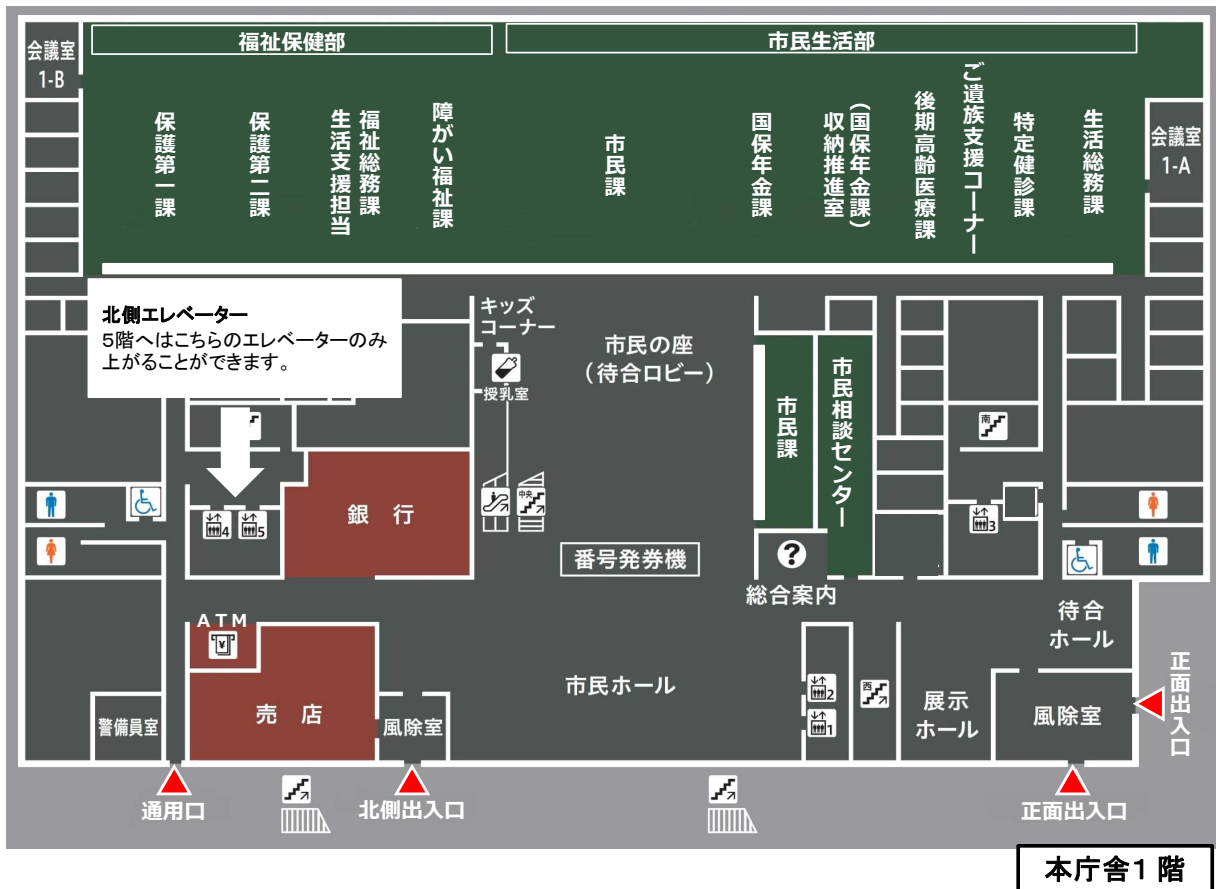 福祉保健部
市民生活部
会議室
1-B
保護第一課
保護第二課
福祉総務課
生活支援担当
障がい福祉課
市民課
国保年金課
(国保年金課)
収納推進室
後期高齢医療課
ご遺族支援コーナー
特定健診課
生活総務課
会議室
1-A
北側エレベーター
5階へはこちらのエレベーターのみ
上がることができます。
キッズ
コーナー
授乳室
市民の座
(待合ロビー)
市民課
市民相談センター
南
銀 行
中央
4
5
3
番号発券機
?
総合案内
ATM
¥
売 店
警備員室
風除室
市民ホール
2
1
西
展示
ホール
待合
ホール
風除室
正面出入口
通用口
北側出入口
正面出入口
本庁舎1階